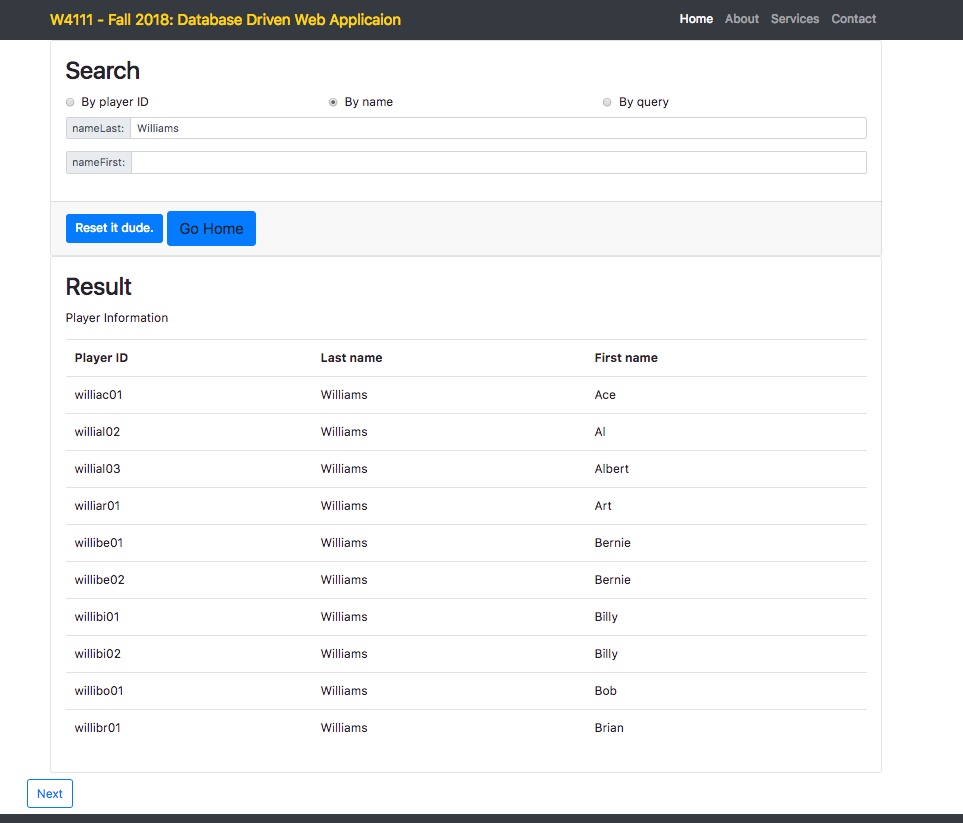 W4111 - Fall 2018: Database Driven Web Applicaion Home About Services Contact
Search
By player ID By name By query
nameLast: Williams
nameFirst:
Reset it dude. Go Home
Result
Player Information
Player ID Last name First name
williac01 Williams Ace
willial02 Williams Al
willial03 Williams Albert
williar01 Williams Art
willibe01 Williams Bernie
willibe02 Williams Bernie
willibi01 Williams Billy
willibi02 Williams Billy
willibo01 Williams Bob
willibr01 Williams Brian
Next